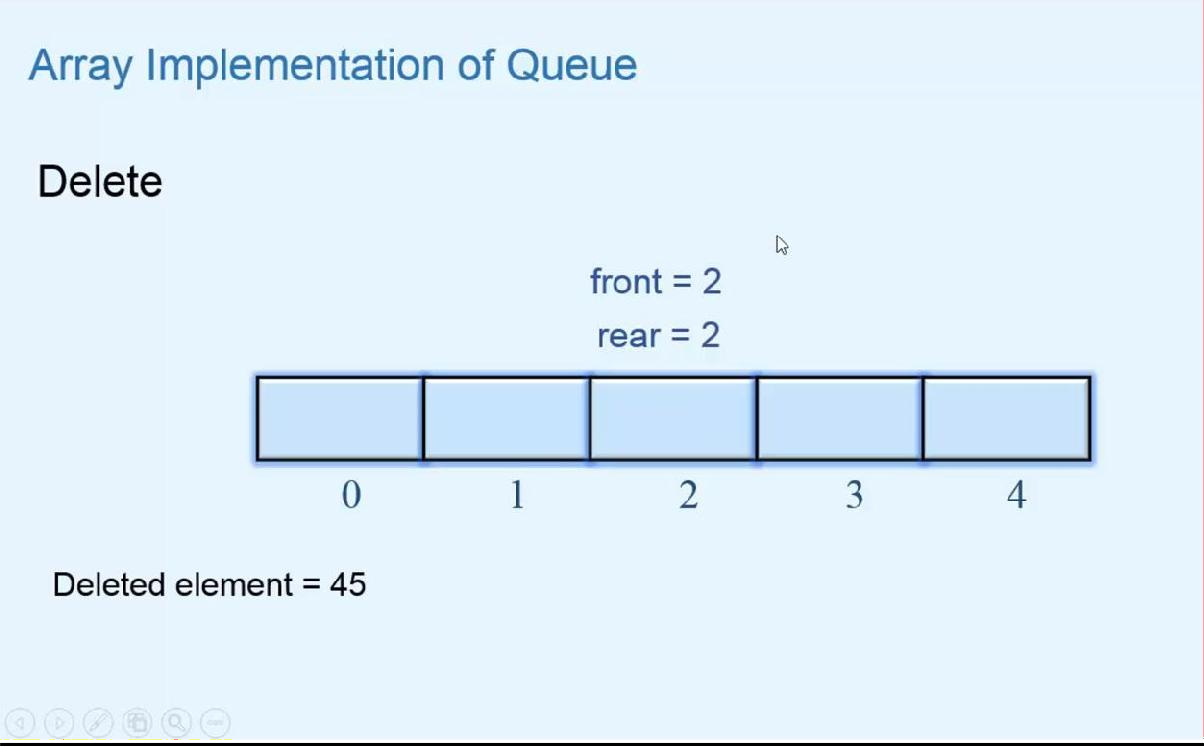 Array Implementation of Queue
Delete
front = 2
rear = 2
0 1 2 3 4
Deleted element = 45